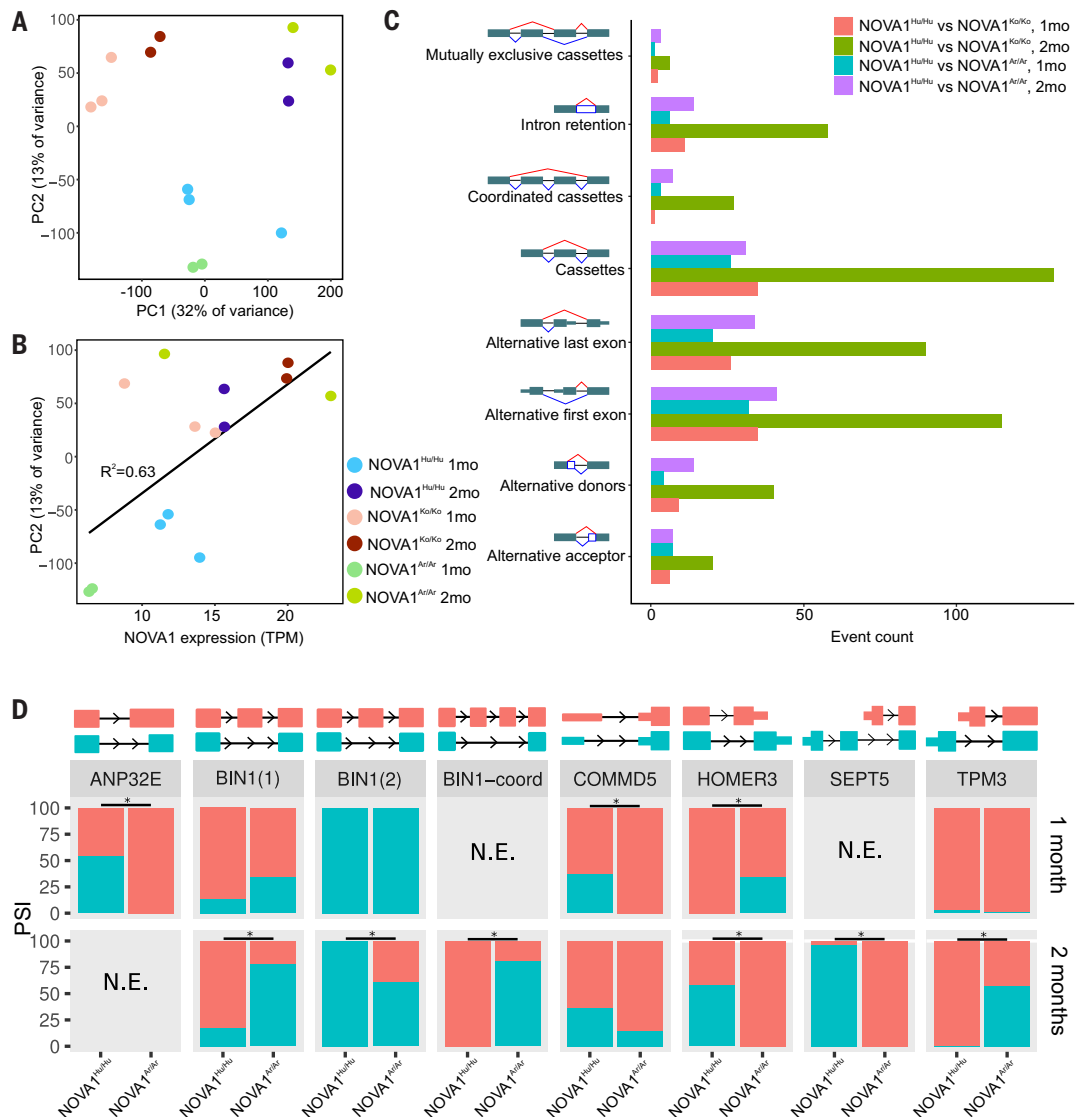 A
PC2 (13% of variance)
100
50
0
−50
−100
-100
0
100
200
PC1 (32% of variance)
B
PC2 (13% of variance)
100
50
0
−50
−100
R²=0.63
10
15
20
NOVA1 expression (TPM)
NOVA1Hu/Hu 1mo
NOVA1Hu/Hu 2mo
NOVA1Ko/Ko 1mo
NOVA1Ko/Ko 2mo
NOVA1Ar/Ar 1mo
NOVA1Ar/Ar 2mo
C
NOVA1Hu/Hu vs NOVA1Ko/Ko, 1mo
NOVA1Hu/Hu vs NOVA1Ko/Ko, 2mo
NOVA1Hu/Hu vs NOVA1Ar/Ar, 1mo
NOVA1Hu/Hu vs NOVA1Ar/Ar, 2mo
Mutually exclusive cassettes
Intron retention
Coordinated cassettes
Cassettes
Alternative last exon
Alternative first exon
Alternative donors
Alternative acceptor
0
50
100
Event count
D
ANP32E
BIN1(1)
BIN1(2)
BIN1−coord
COMMD5
HOMER3
SEPT5
TPM3
PSI
100
75
50
25
0
*
N.E.
*
*
N.E.
1 month
100
75
50
25
0
N.E.
*
*
*
*
*
*
2 months
NOVA1Hu/Hu
NOVA1Ar/Ar
NOVA1Hu/Hu
NOVA1Ar/Ar
NOVA1Hu/Hu
NOVA1Ar/Ar
NOVA1Hu/Hu
NOVA1Ar/Ar
NOVA1Hu/Hu
NOVA1Ar/Ar
NOVA1Hu/Hu
NOVA1Ar/Ar
NOVA1Hu/Hu
NOVA1Ar/Ar
NOVA1Hu/Hu
NOVA1Ar/Ar